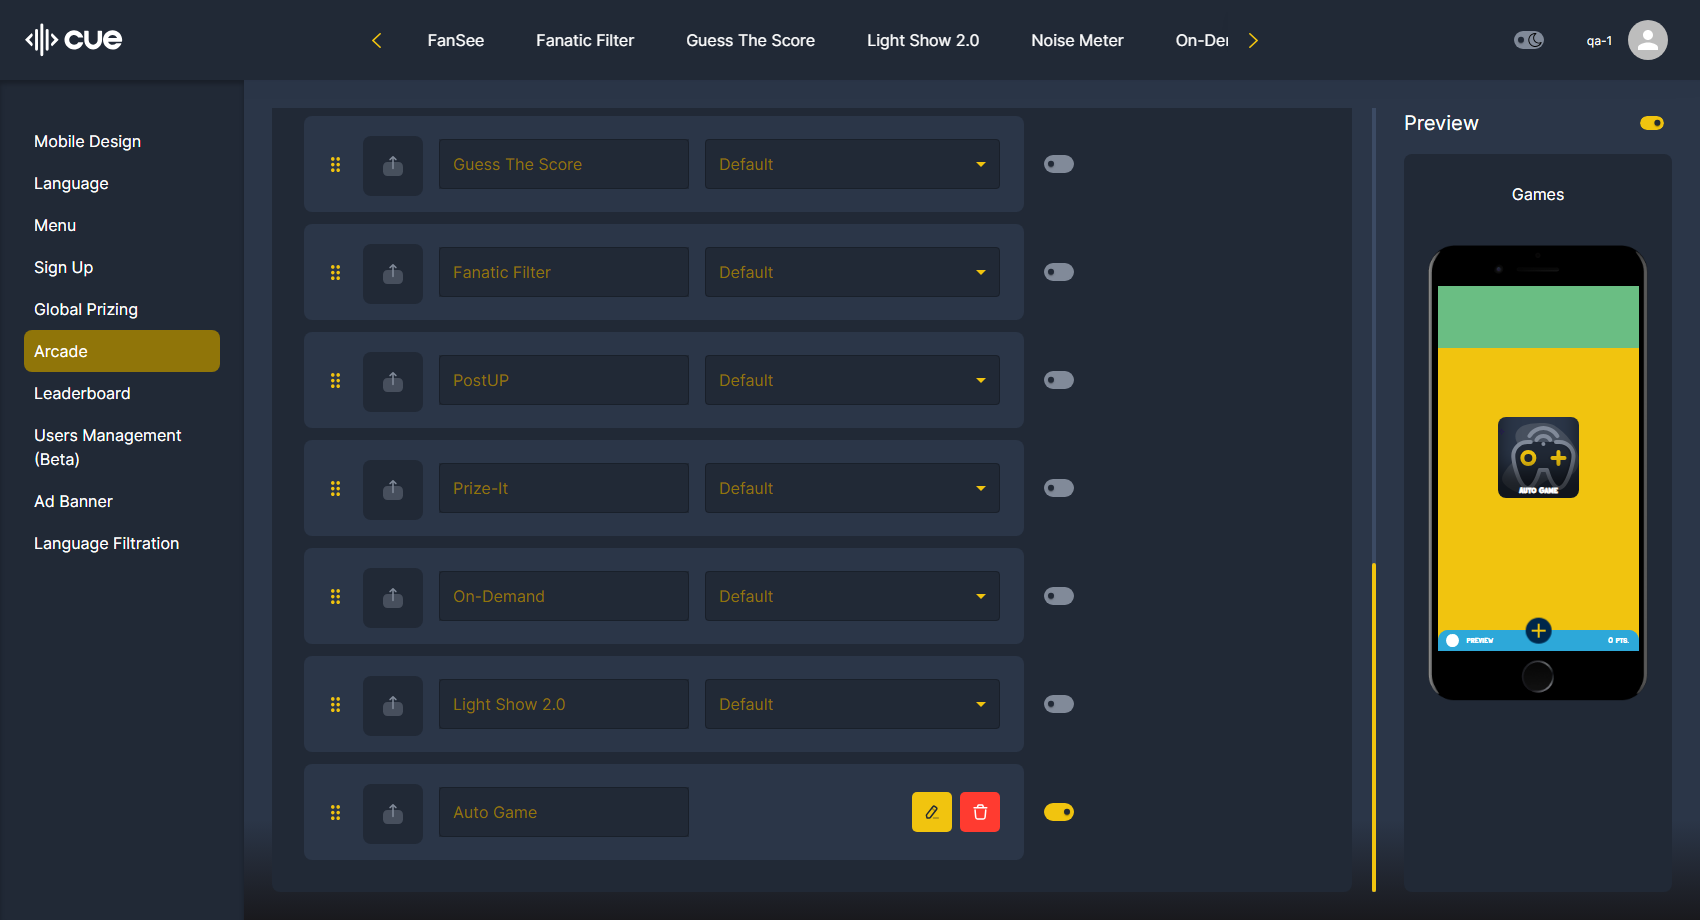 cue
FanSee
Fanatic Filter
Guess The Score
Light Show 2.0
Noise Meter
On-De
qa-1
Mobile Design
Language
Menu
Sign Up
Global Prizing
Arcade
Leaderboard
Users Management
(Beta)
Ad Banner
Language Filtration
Guess The Score
Default
Fanatic Filter
Default
PostUP
Default
Prize-It
Default
On-Demand
Default
Light Show 2.0
Default
Auto Game
Preview
Games
AUTO GAME
PREVIEW
0 PTS.